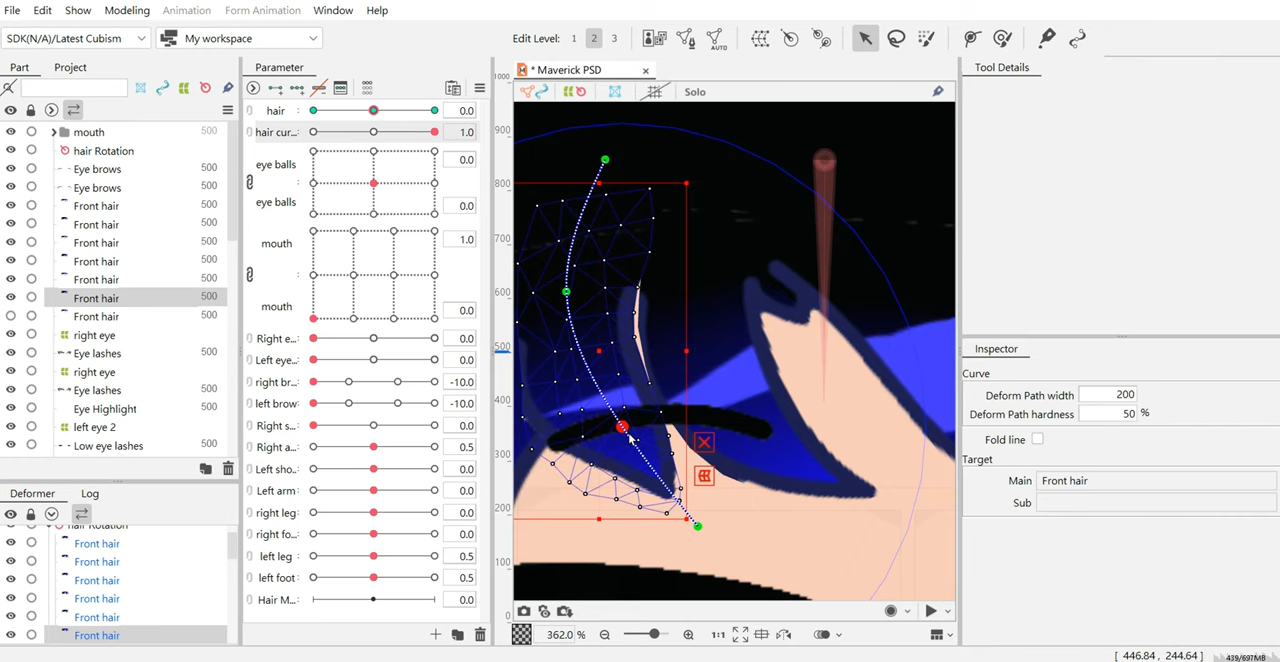 File Edit Show Modeling Animation Form Animation Window Help
SDK(N/A)/Latest Cubism My workspace Edit Level: 1 2 3 AUTO
Part Project Parameter * Maverick PSD x Tool Details
Solo
hair 0.0
hair cur... 1.0
eye balls 0.0
eye balls 0.0
mouth 1.0
mouth 0.0
Right e... 0.0
Left eye... 0.0
right br... -10.0
left brow -10.0
Right s... 0.0
Right a... 0.5
Left sho... 0.0
Left arm 0.0
right leg 0.0
right fo... 0.0
left leg 0.5
left foot 0.5
Hair M... 0.0
mouth 500
hair Rotation
Eye brows 500
Eye brows 500
Front hair 500
Front hair 500
Front hair 500
Front hair 500
Front hair 500
Front hair 500
Front hair 500
right eye
Eye lashes 500
right eye
Eye lashes 500
Eye Highlight 500
left eye 2
Low eye lashes 500
Deformer Log
hair Rotation
Front hair
Front hair
Front hair
Front hair
Front hair
Front hair
1000
900
800
700
600
500
400
300
200
100
0
362.0 % 1:1
Inspector
Curve
Deform Path width 200
Deform Path hardness 50 %
Fold line
Target
Main Front hair
Sub
[ 446.84, 244.64 ] 439/697MB